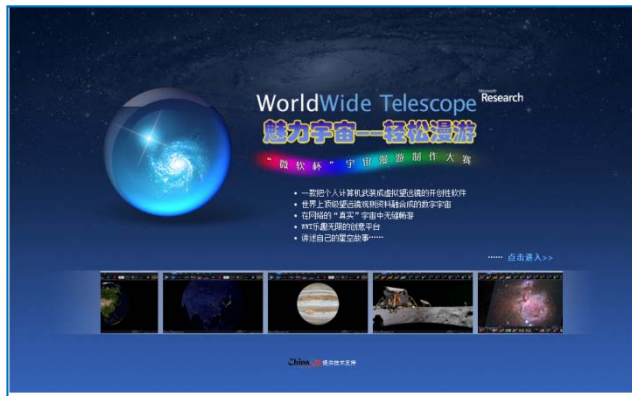 WorldWide Telescope
Microsoft
Research
魅力宇宙——轻松漫游
“微软杯”宇宙漫游制作大赛
• 一款把个人计算机武装成虚拟望远镜的开创性软件
• 世界上顶级望远镜观测资料融合成的数字宇宙
• 在网络的“真实”宇宙中无缝畅游
• WWT乐趣无限的创意平台
• 讲述自己的星空故事……
…… 点击进入>>
提供技术支持